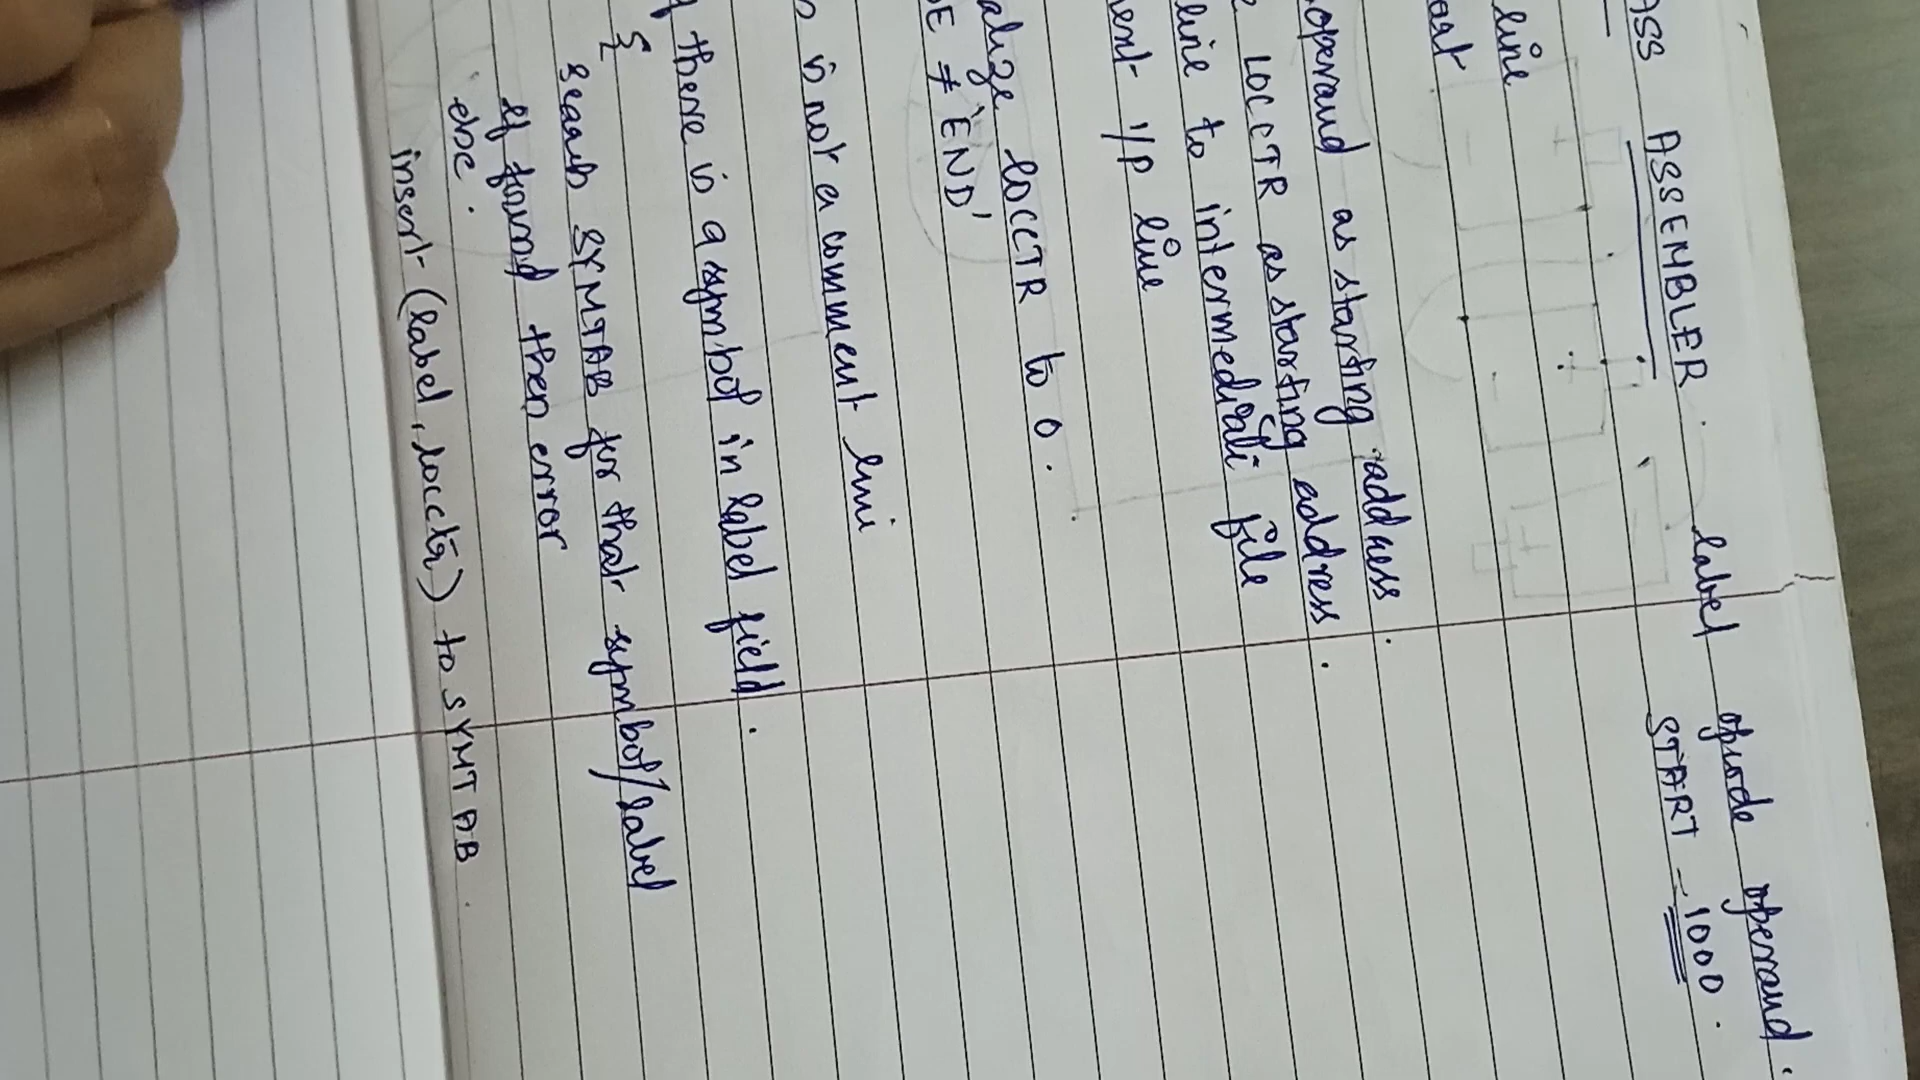 ASS ASSEMBLER. label opcode operand.
line START - 1000.
operand as starting address.
LOCCTR as starting address.
line to intermediate file
1/p line
LOCCTR to 0.
E ≠ 'END'
is not a comment line
there is a symbol in label field.
{
search SYMTAB for that symbol/label
if found then error
else.
insert (label, locctr) to SYMTAB.